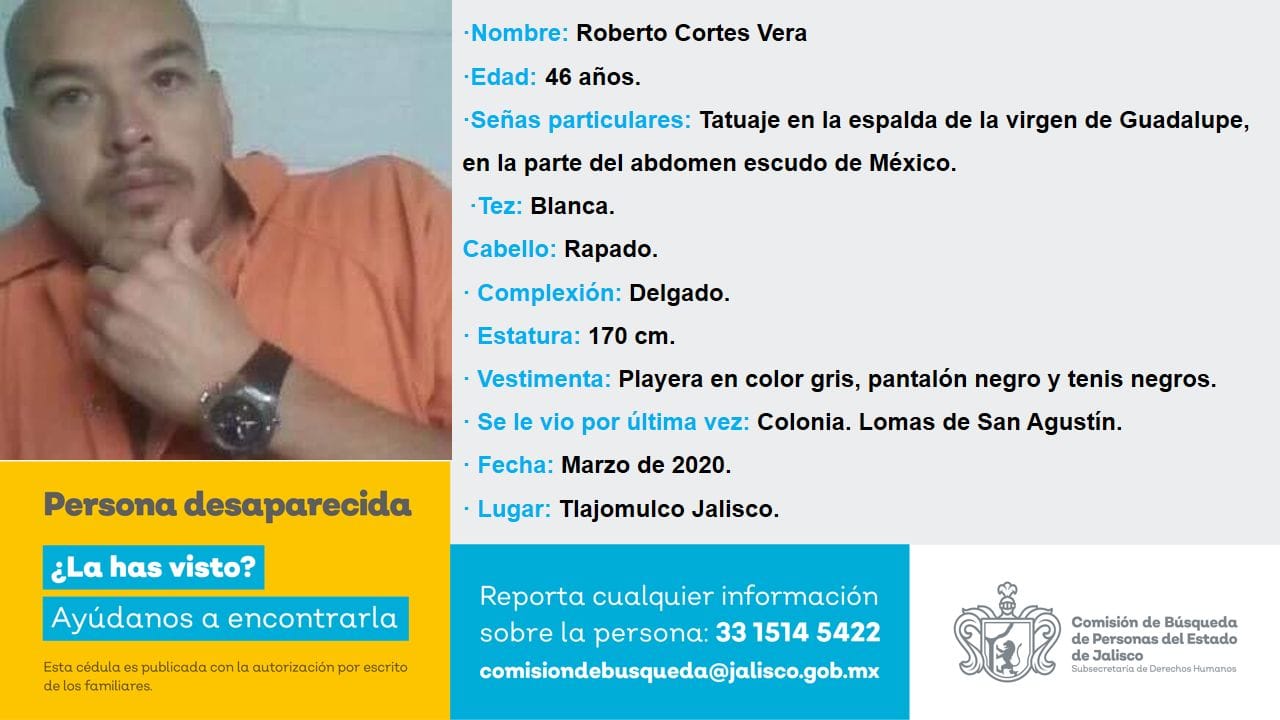 ·Nombre: Roberto Cortes Vera
·Edad: 46 años.
·Señas particulares: Tatuaje en la espalda de la virgen de Guadalupe,
en la parte del abdomen escudo de México.
·Tez: Blanca.
Cabello: Rapado.
· Complexión: Delgado.
· Estatura: 170 cm.
· Vestimenta: Playera en color gris, pantalón negro y tenis negros.
· Se le vio por última vez: Colonia. Lomas de San Agustín.
· Fecha: Marzo de 2020.
· Lugar: Tlajomulco Jalisco.
Persona desaparecida
¿La has visto?
Ayúdanos a encontrarla
Esta cédula es publicada con la autorización por escrito
de los familiares.
Reporta cualquier información
sobre la persona: 33 1514 5422
comisiondebusqueda@jalisco.gob.mx
Comisión de Búsqueda
de Personas del Estado
de Jalisco
Subsecretaría de Derechos Humanos